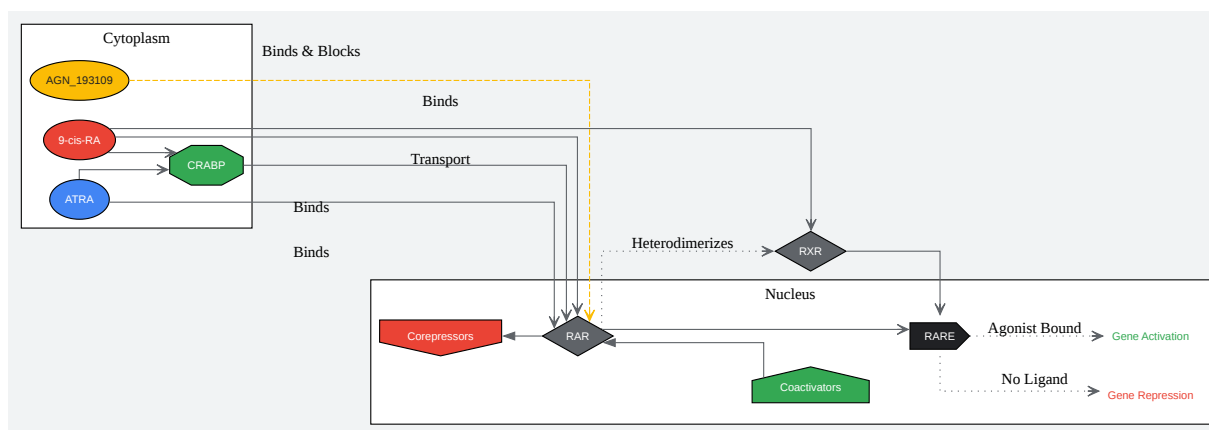 Cytoplasm
Binds & Blocks
AGN_193109
Binds
9-cis-RA
CRABP
Transport
ATRA
Binds
Heterodimerizes
RXR
Binds
Nucleus
Corepressors
RAR
RARE
Agonist Bound
Gene Activation
Coactivators
No Ligand
Gene Repression